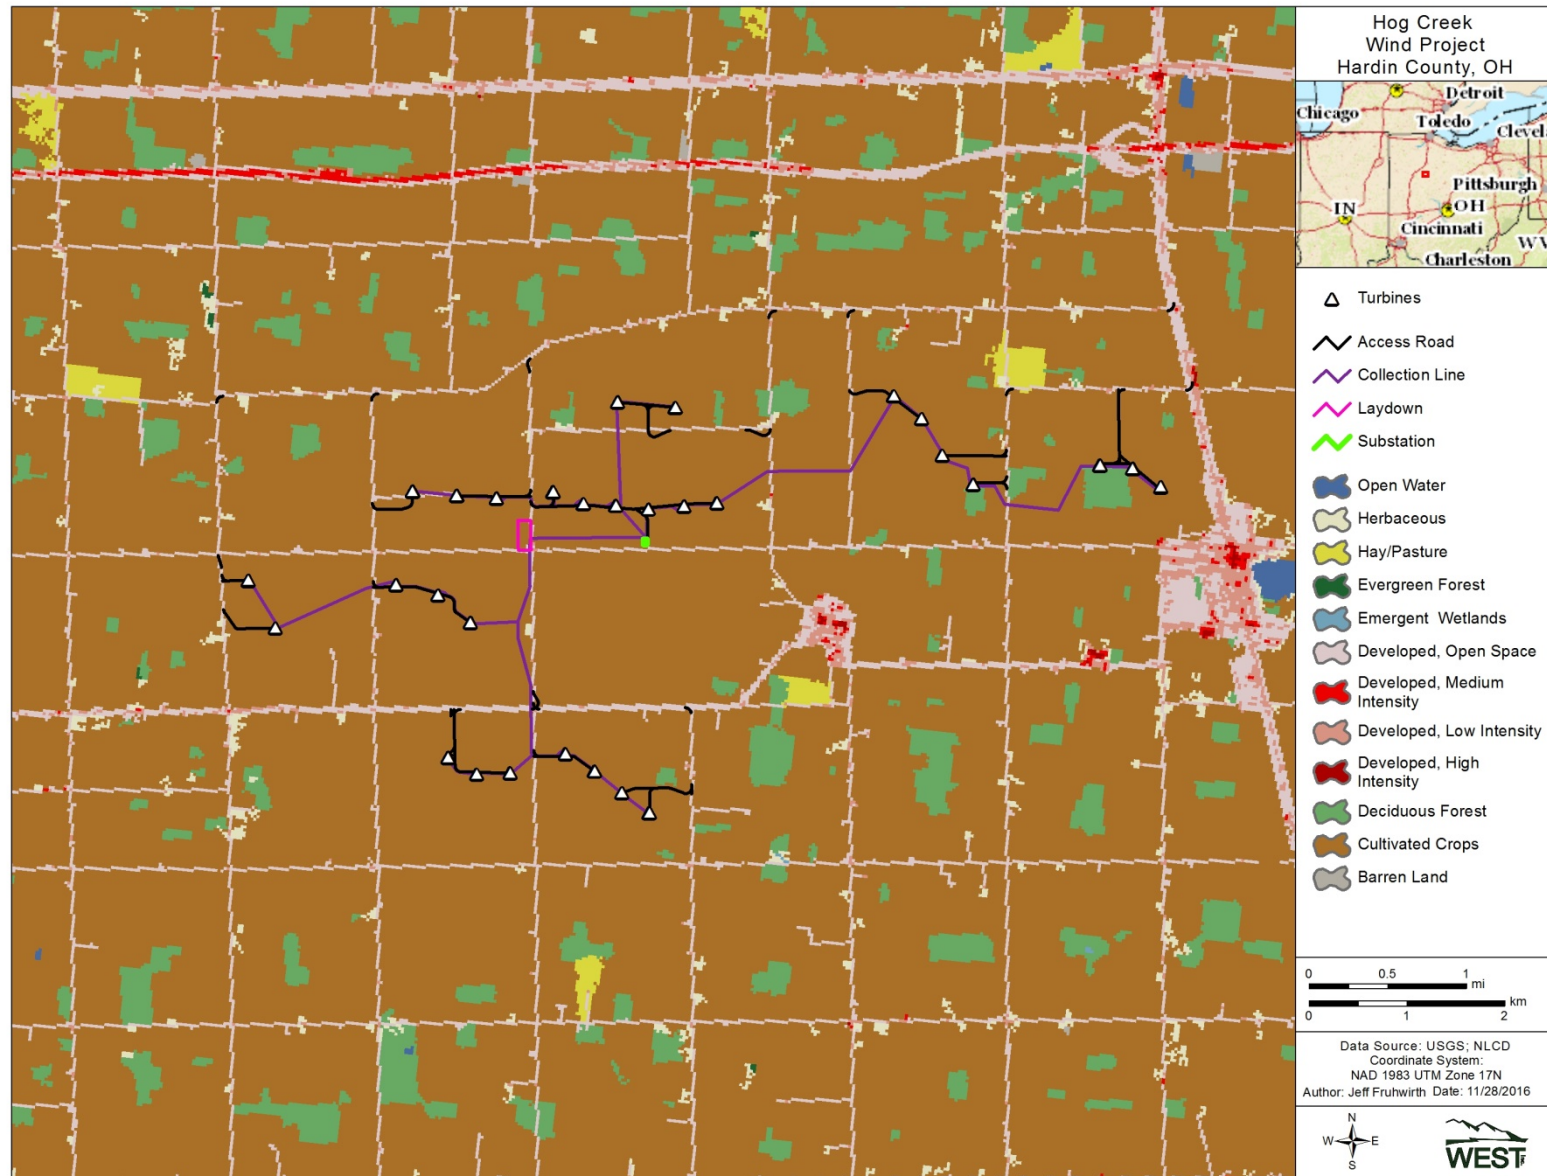 Hog Creek
Wind Project
Hardin County, OH
Detroit
Chicago
Toledo
Clevela
Pittsburgh
IN
OH
Cincinnati
WV
Charleston
Turbines
Access Road
Collection Line
Laydown
Substation
Open Water
Herbaceous
Hay/Pasture
Evergreen Forest
Emergent Wetlands
Developed, Open Space
Developed, Medium
Intensity
Developed, Low Intensity
Developed, High
Intensity
Deciduous Forest
Cultivated Crops
Barren Land
0 0.5 1
mi
km
0 1 2
Data Source: USGS; NLCD
Coordinate System:
NAD 1983 UTM Zone 17N
Author: Jeff Fruhwirth Date: 11/28/2016
N
W E
S
WEST